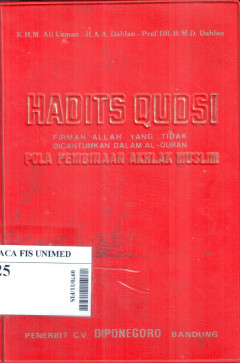 K.H.M. Ali Usman - H.A.A. Dahlan - Prof. DR. H.M.D. Dahlan
HADITS QUDSI
FIRMAN ALLAH YANG TIDAK
DICANTUMKAN DALAM AL-QURAN
POLA PEMBINAAN AKHLAK MUSLIM
ACA FIS UNIMED
25
PENERBIT C.V. DIPONEGORO BANDUNG